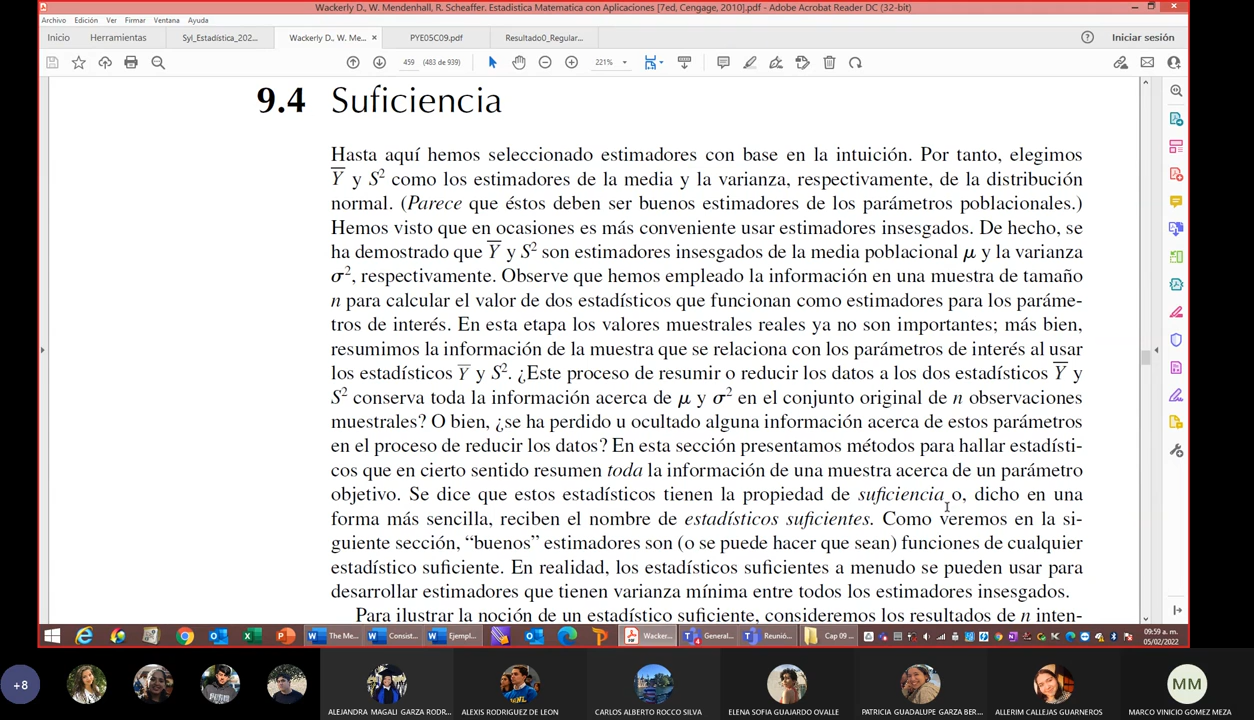 Wackerly D., W. Mendenhall, R. Scheaffer. Estadística Matematica con Aplicaciones [7ed, Cengage, 2010].pdf - Adobe Acrobat Reader DC (32-bit)
Archivo Edición Ver Firmar Ventana Ayuda
Inicio Herramientas Syl_Estadística_202... Wackerly D., W. Me... × PYE05C09.pdf Resultado0_Regular... Iniciar sesión
459 (483 de 939) 221%
9.4 Suficiencia
Hasta aquí hemos seleccionado estimadores con base en la intuición. Por tanto, elegimos
Y̅ y S² como los estimadores de la media y la varianza, respectivamente, de la distribución
normal. (Parece que éstos deben ser buenos estimadores de los parámetros poblacionales.)
Hemos visto que en ocasiones es más conveniente usar estimadores insesgados. De hecho, se
ha demostrado que Y̅ y S² son estimadores insesgados de la media poblacional μ y la varianza
σ², respectivamente. Observe que hemos empleado la información en una muestra de tamaño
n para calcular el valor de dos estadísticos que funcionan como estimadores para los paráme-
tros de interés. En esta etapa los valores muestrales reales ya no son importantes; más bien,
resumimos la información de la muestra que se relaciona con los parámetros de interés al usar
los estadísticos Y̅ y S². ¿Este proceso de resumir o reducir los datos a los dos estadísticos Y̅ y
S² conserva toda la información acerca de μ y σ² en el conjunto original de n observaciones
muestrales? O bien, ¿se ha perdido u ocultado alguna información acerca de estos parámetros
en el proceso de reducir los datos? En esta sección presentamos métodos para hallar estadísti-
cos que en cierto sentido resumen toda la información de una muestra acerca de un parámetro
objetivo. Se dice que estos estadísticos tienen la propiedad de suficiencia o, dicho en una
forma más sencilla, reciben el nombre de estadísticos suficientes. Como veremos en la si-
guiente sección, “buenos” estimadores son (o se puede hacer que sean) funciones de cualquier
estadístico suficiente. En realidad, los estadísticos suficientes a menudo se pueden usar para
desarrollar estimadores que tienen varianza mínima entre todos los estimadores insesgados.
Para ilustrar la noción de un estadístico suficiente, consideremos los resultados de n inten-
The Me... Consist... Ejempl... Wacke... General... Reunió... Cap 09 ... 09:59 a. m.
05/02/2022
+8 MM
ALEJANDRA MAGALI GARZA RODR... ALEXIS RODRIGUEZ DE LEON CARLOS ALBERTO ROCCO SILVA ELENA SOFIA GUAJARDO OVALLE PATRICIA GUADALUPE GARZA BER... ALLERIM CALLEJAS GUARNEROS MARCO VINICIO GOMEZ MEZA